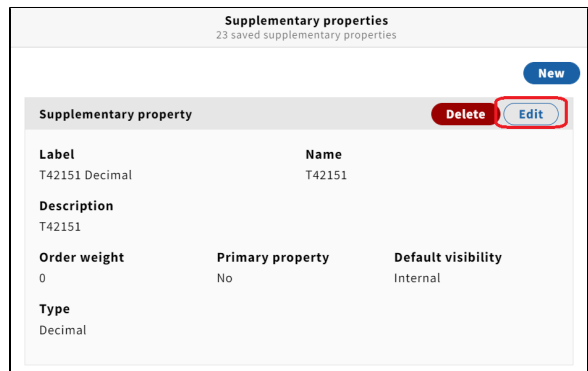 Supplementary properties
23 saved supplementary properties
New
Supplementary property Delete Edit
Label Name
T42151 Decimal T42151
Description
T42151
Order weight Primary property Default visibility
0 No Internal
Type
Decimal